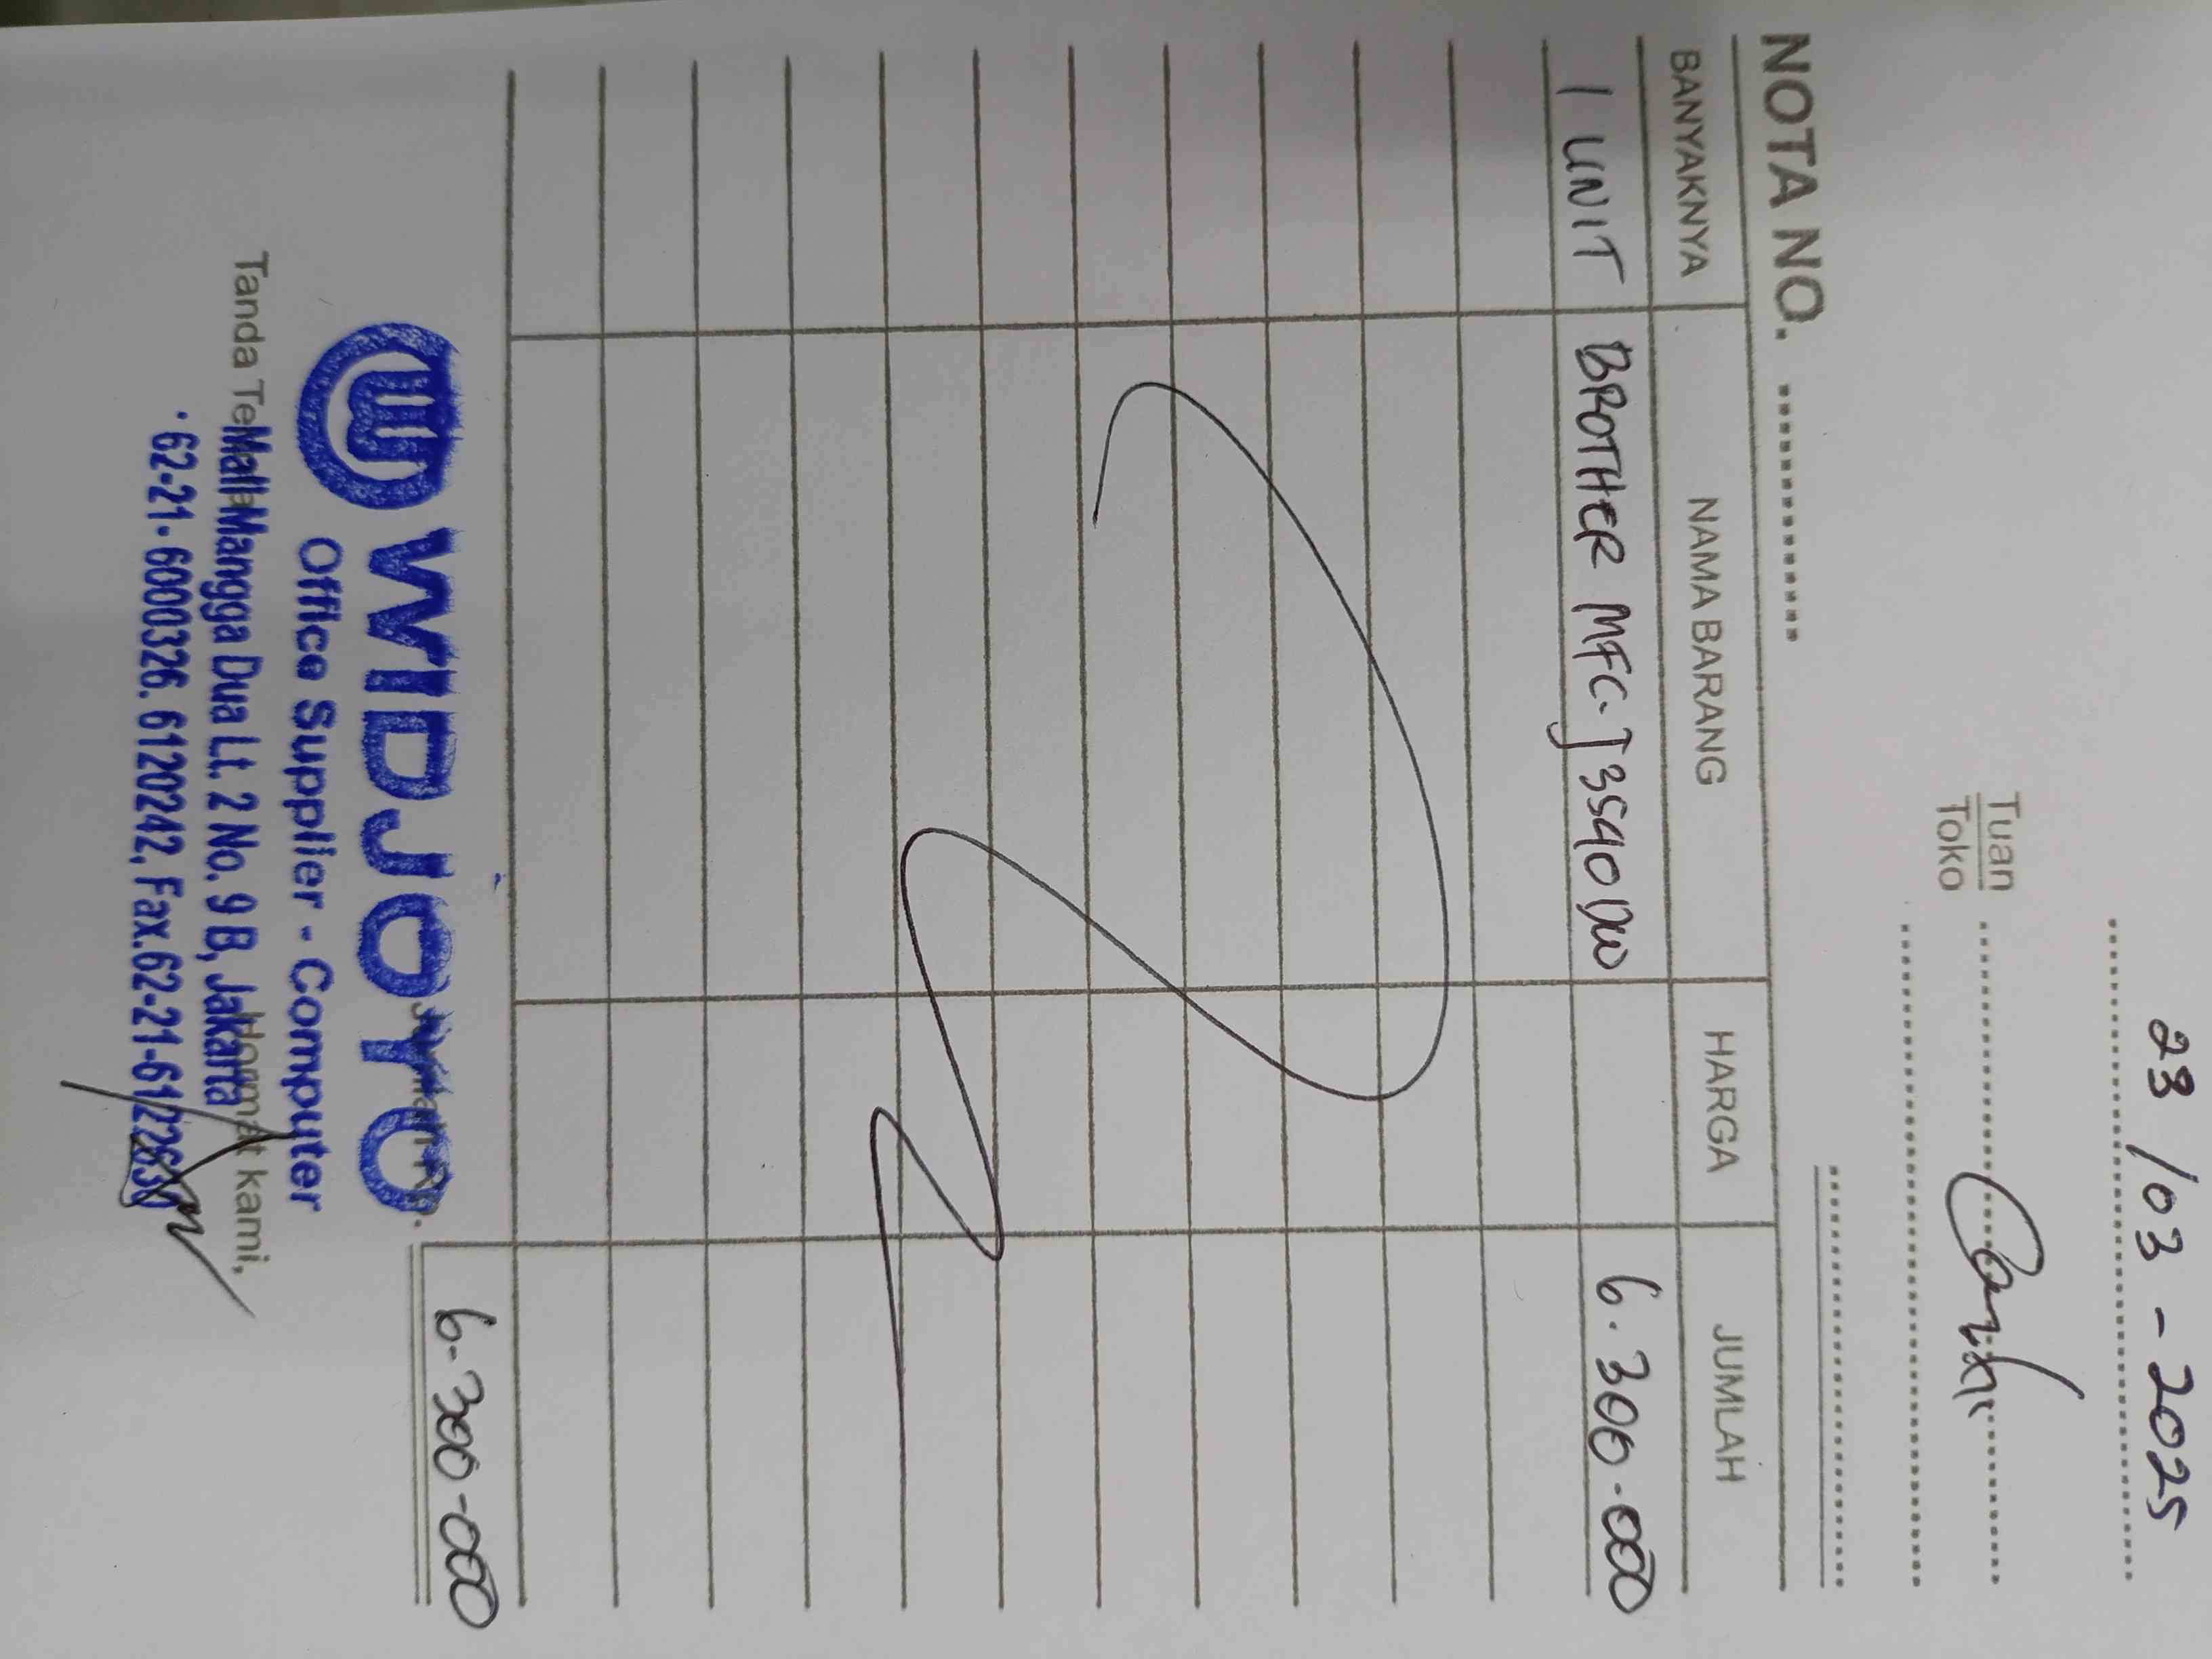 23/03-2025
Tuan
Toko
NOTA NO.
BANYAKNYA NAMA BARANG HARGA JUMLAH
1 UNIT BROTHER MFC-J3540DW 6.300.000
Jumlah Rp. 6.300.000
WIDJOYO
Office Supplier - Computer
Tanda Te Hormat kami,
Mall Mangga Dua Lt. 2 No. 9 B, Jakarta
62-21-6000326. 6120242, Fax.62-21-6122630